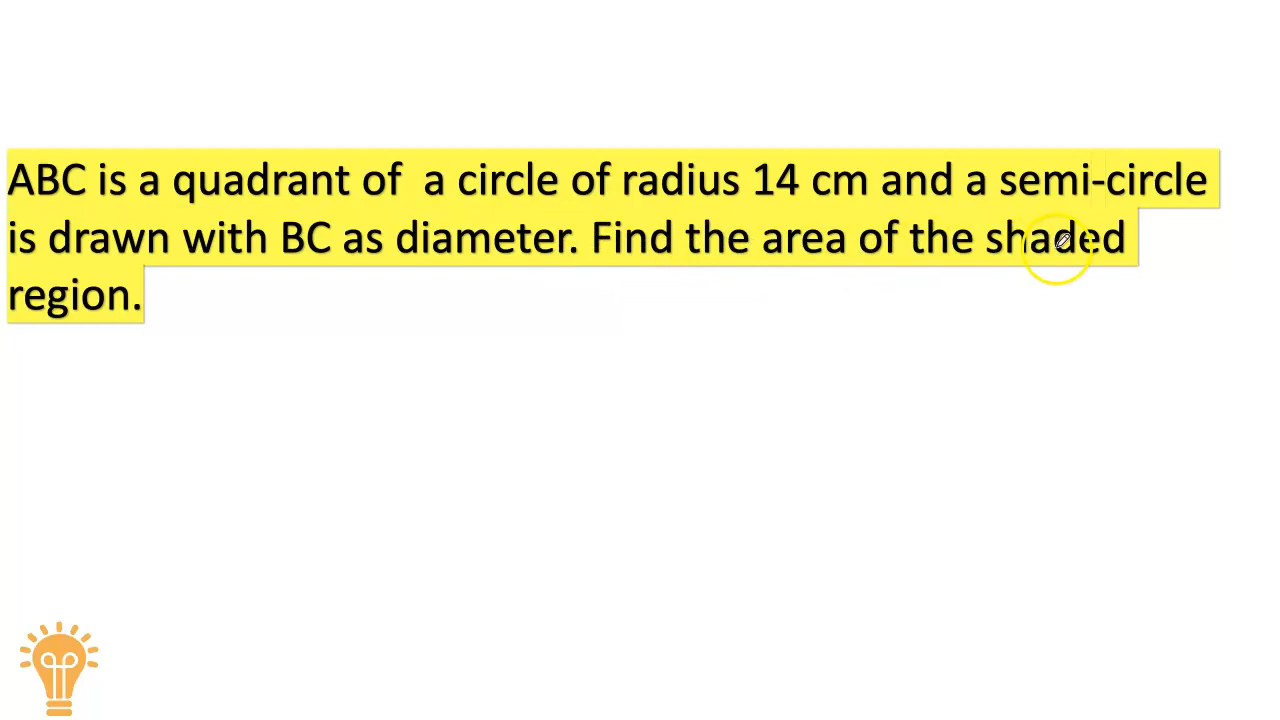 ABC is a quadrant of  a circle of radius 14 cm and a semi-circle
is drawn with BC as diameter. Find the area of the shaded
region.